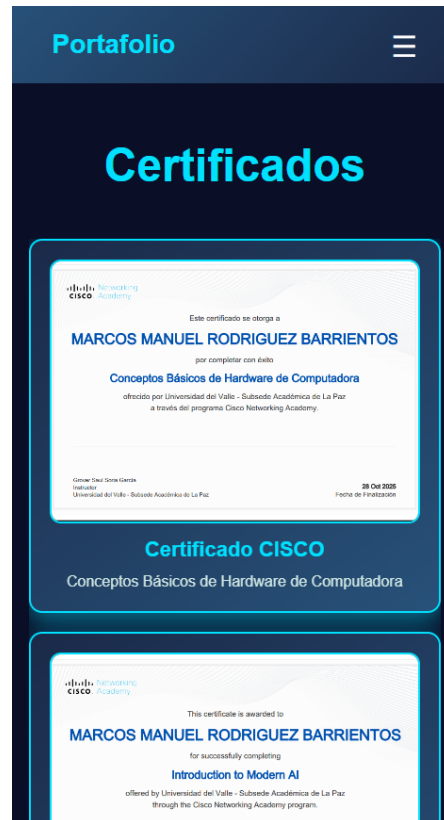 Portafolio
Certificados
Networking
CISCO Academy
Este certificado se otorga a
MARCOS MANUEL RODRIGUEZ BARRIENTOS
por completar con éxito
Conceptos Básicos de Hardware de Computadora
ofrecido por Universidad del Valle - Subsede Académica de La Paz
a través del programa Cisco Networking Academy.
Grover Saul Soria García
Instructor
Universidad del Valle - Subsede Académica de La Paz
28 Oct 2025
Fecha de Finalización
Certificado CISCO
Conceptos Básicos de Hardware de Computadora
Networking
CISCO Academy
This certificate is awarded to
MARCOS MANUEL RODRIGUEZ BARRIENTOS
for successfully completing
Introduction to Modern AI
offered by Universidad del Valle - Subsede Académica de La Paz
through the Cisco Networking Academy program.